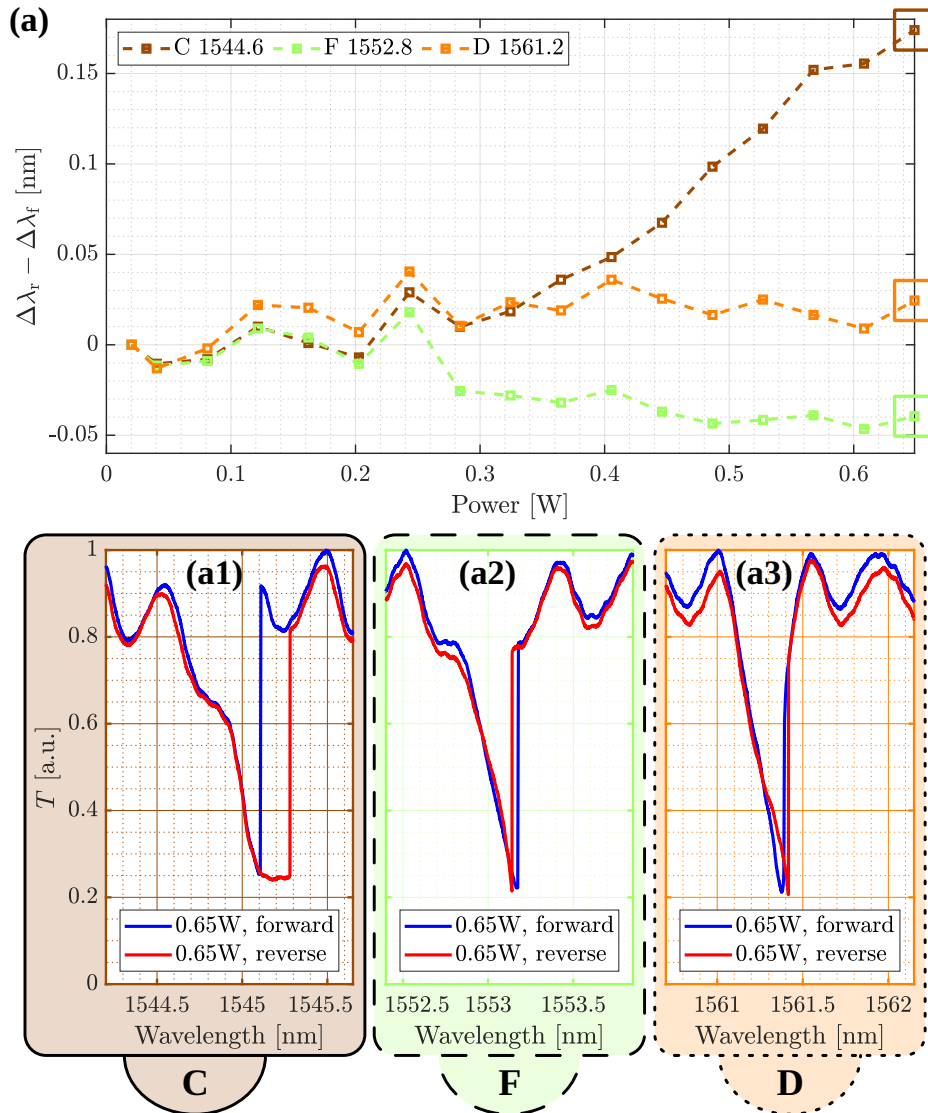 (a)
C 1544.6 F 1552.8 D 1561.2
0.15
0.1
0.05
0
-0.05
Δλr − Δλf [nm]
0 0.1 0.2 0.3 0.4 0.5 0.6
Power [W]
(a1) (a2) (a3)
1
0.8
0.6
0.4
0.2
0
T [a.u.]
0.65W, forward
0.65W, reverse
0.65W, forward
0.65W, reverse
0.65W, forward
0.65W, reverse
1544.5 1545 1545.5
1552.5 1553 1553.5
1561 1561.5 1562
Wavelength [nm] Wavelength [nm] Wavelength [nm]
C F D